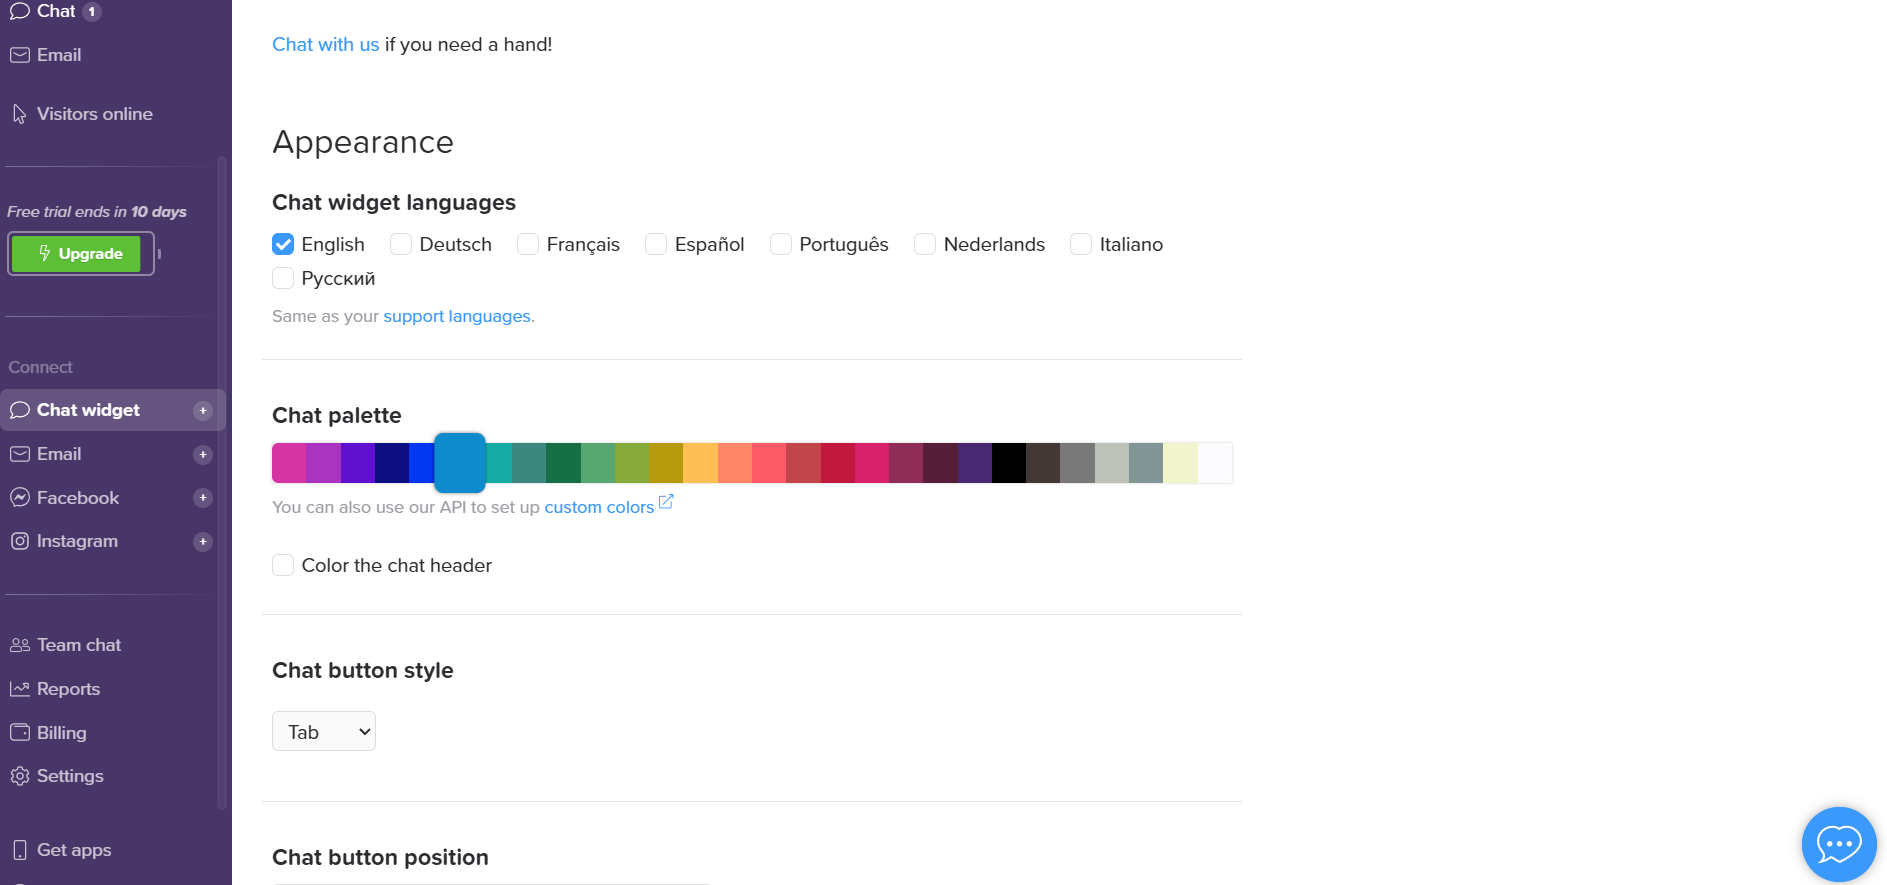 Chat 1
Email
Visitors online
Free trial ends in 10 days
Upgrade
Connect
Chat widget
Email
Facebook
Instagram
Team chat
Reports
Billing
Settings
Get apps
Chat with us if you need a hand!
Appearance
Chat widget languages
English Deutsch Français Español Português Nederlands Italiano
Русский
Same as your support languages.
Chat palette
You can also use our API to set up custom colors
Color the chat header
Chat button style
Tab
Chat button position